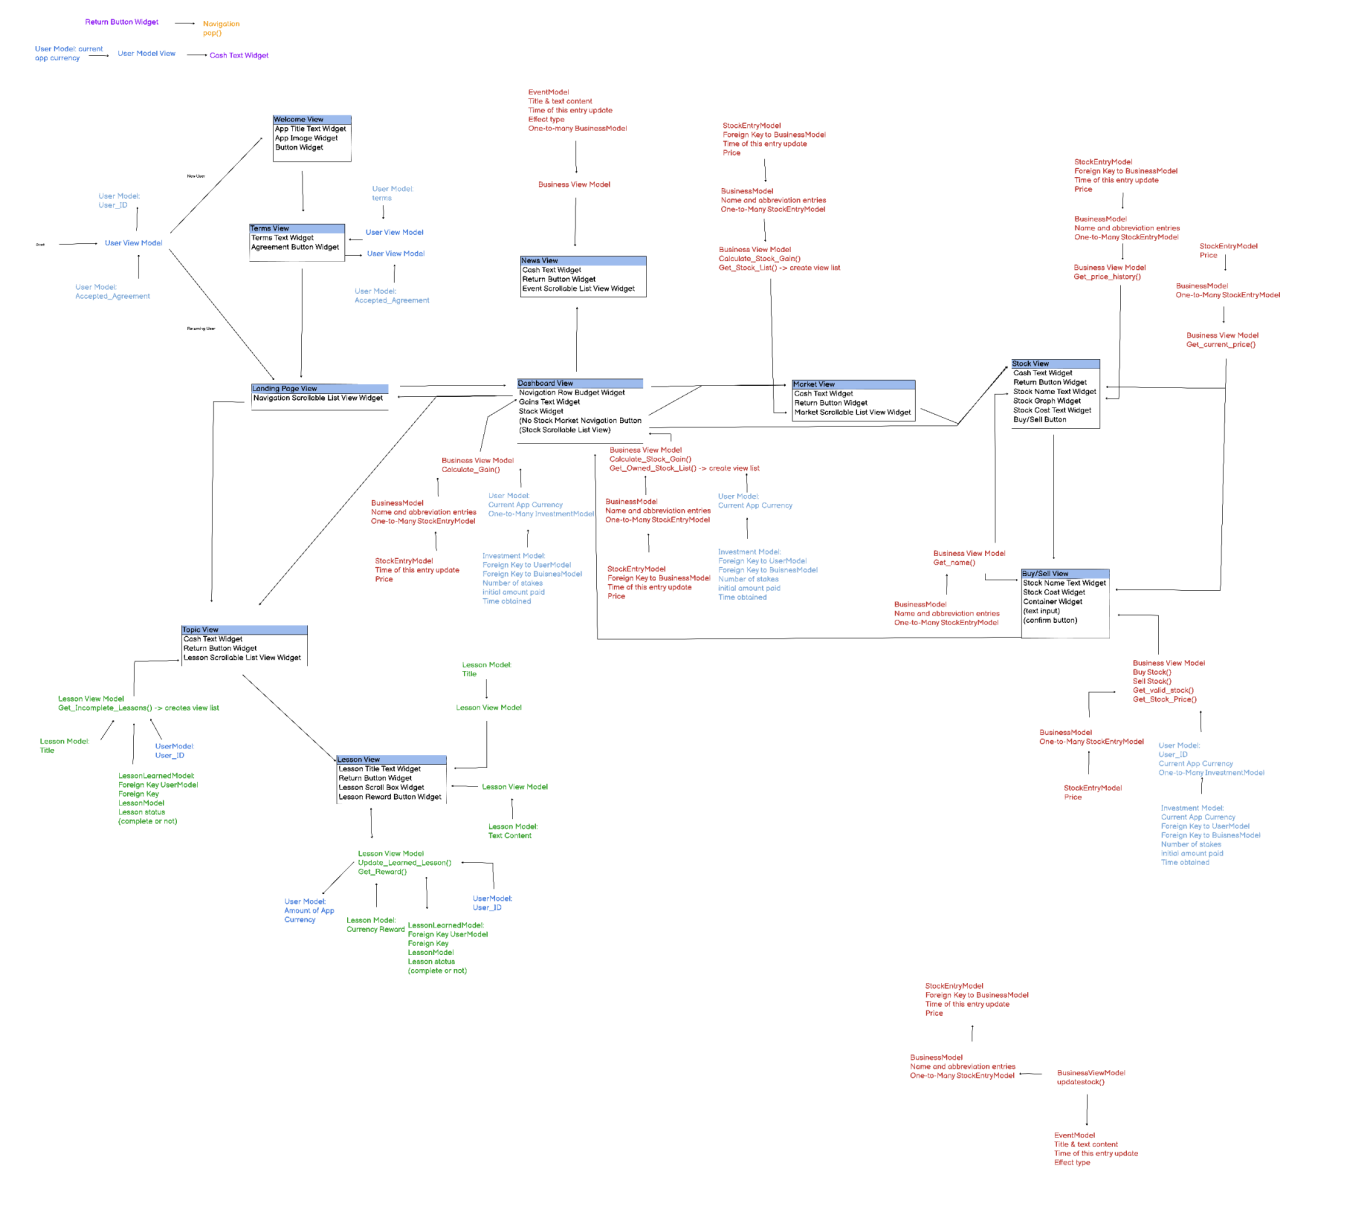 Return Button Widget
Navigation
pop()
User Model: current
app currency
User Model View
Cash Text Widget
Welcome View
App Title Text Widget
App Image Widget
Button Widget
New User
User Model:
User_ID
User View Model
User Model:
Accepted_Agreement
Returning User
User Model:
terms
Terms View
Terms Text Widget
Agreement Button Widget
User View Model
User View Model
User Model:
Accepted_Agreement
Landing Page View
Navigation Scrollable List View Widget
EventModel
Title & text content
Time of this entry update
Effect type
One-to-many BusinessModel
Business View Model
News View
Cash Text Widget
Return Button Widget
Event Scrollable List View Widget
Dashboard View
Navigation Row Budget Widget
Gains Text Widget
Stock Widget
(No Stock Market Navigation Button
(Stock Scrollable List View)
StockEntryModel
Foreign Key to BusinessModel
Time of this entry update
Price
BusinessModel
Name and abbreviation entries
One-to-Many StockEntryModel
Business View Model
Calculate_Stock_Gain()
Get_Stock_List() -> create view list
Market View
Cash Text Widget
Return Button Widget
Market Scrollable List View Widget
StockEntryModel
Foreign Key to BusinessModel
Time of this entry update
Price
BusinessModel
Name and abbreviation entries
One-to-Many StockEntryModel
Business View Model
Get_price_history()
StockEntryModel
Price
BusinessModel
One-to-Many StockEntryModel
Business View Model
Get_current_price()
Stock View
Cash Text Widget
Return Button Widget
Stock Name Text Widget
Stock Graph Widget
Stock Cost Text Widget
Buy/Sell Button
Business View Model
Calculate_Gain()
BusinessModel
Name and abbreviation entries
One-to-Many StockEntryModel
StockEntryModel
Time of this entry update
Price
User Model:
Current App Currency
One-to-Many InvestmentModel
Investment Model:
Foreign Key to UserModel
Foreign Key to BuisnesModel
Number of stakes
initial amount paid
Time obtained
Business View Model
Calculate_Stock_Gain()
Get_Owned_Stock_List() -> create view list
BusinessModel
Name and abbreviation entries
One-to-Many StockEntryModel
StockEntryModel
Foreign Key to BusinessModel
Time of this entry update
Price
User Model:
Current App Currency
Investment Model:
Foreign Key to UserModel
Foreign Key to BuisnesModel
Number of stakes
initial amount paid
Time obtained
Business View Model
Get_name()
BusinessModel
Name and abbreviation entries
One-to-Many StockEntryModel
Buy/Sell View
Stock Name Text Widget
Stock Cost Widget
Container Widget
(text input)
(confirm button)
Business View Model
Buy Stock()
Sell Stock()
Get_valid_stock()
Get_Stock_Price()
BusinessModel
One-to-Many StockEntryModel
StockEntryModel
Price
User Model:
User_ID
Current App Currency
One-to-Many InvestmentModel
Investment Model:
Current App Currency
Foreign Key to UserModel
Foreign Key to BuisnesModel
Number of stakes
initial amount paid
Time obtained
Topic View
Cash Text Widget
Return Button Widget
Lesson Scrollable List View Widget
Lesson View Model
Get_Incomplete_Lessons() -> creates view list
Lesson Model:
Title
UserModel
User_ID
LessonLearnedModel:
Foreign Key UserModel
Foreign Key
LessonModel
Lesson status
(complete or not)
Lesson Model:
Title
Lesson View Model
Lesson View
Lesson Title Text Widget
Return Button Widget
Lesson Scroll Box Widget
Lesson Reward Button Widget
Lesson View Model
Lesson Model:
Text Content
Lesson View Model
Update_Learned_Lesson()
Get_Reward()
User Model:
Amount of App
Currency
Lesson Model:
Currency Reward
LessonLearnedModel:
Foreign Key UserModel
Foreign Key
LessonModel
Lesson status
(complete or not)
UserModel:
User_ID
StockEntryModel
Foreign Key to BusinessModel
Time of this entry update
Price
BusinessModel
Name and abbreviation entries
One-to-Many StockEntryModel
BusinessViewModel
updatestock()
EventModel
Title & text content
Time of this entry update
Effect type